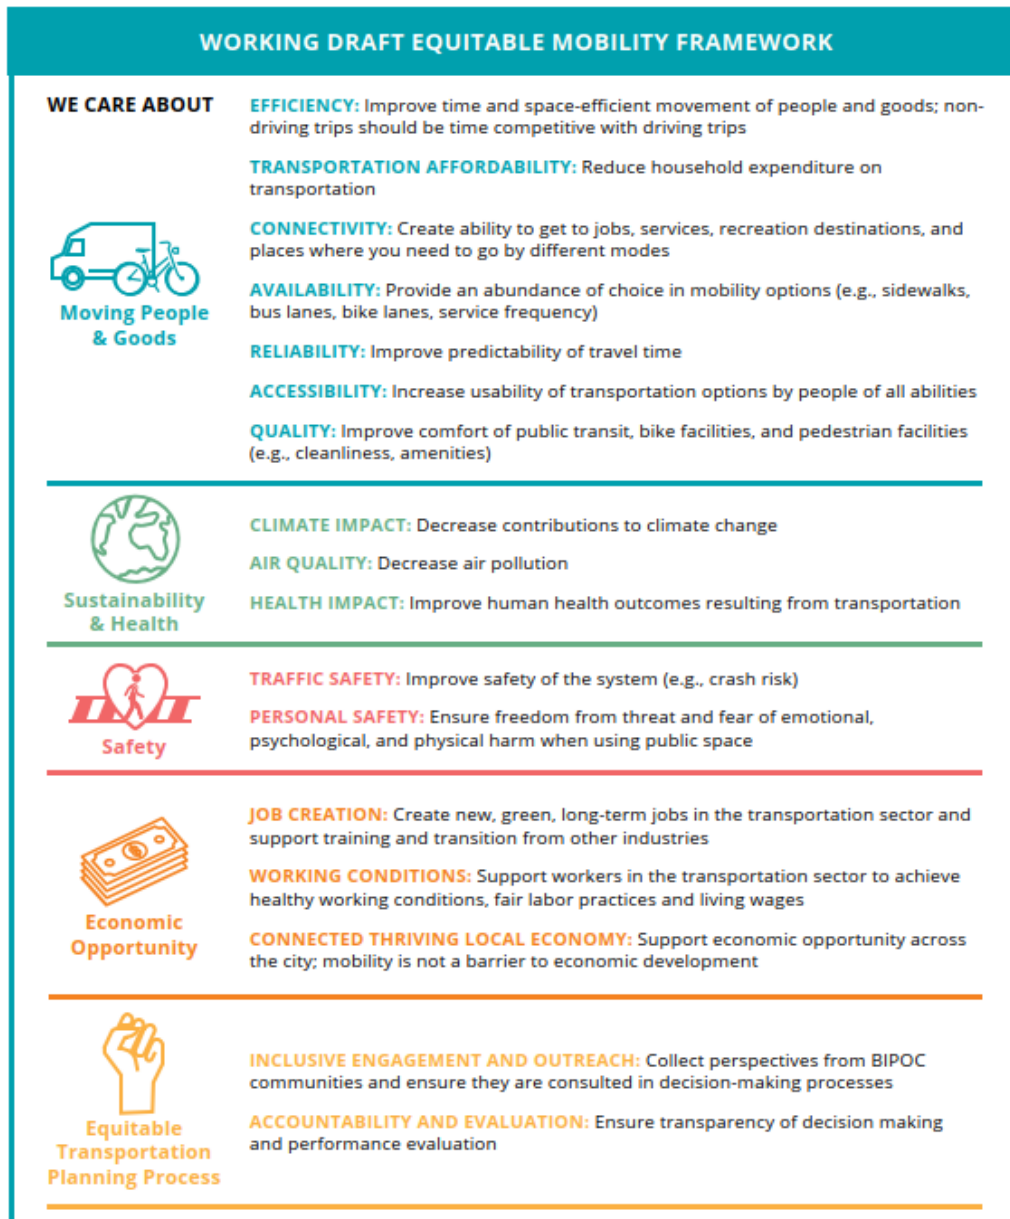 WORKING DRAFT EQUITABLE MOBILITY FRAMEWORK
WE CARE ABOUT
EFFICIENCY: Improve time and space-efficient movement of people and goods; non-
driving trips should be time competitive with driving trips
TRANSPORTATION AFFORDABILITY: Reduce household expenditure on
transportation
CONNECTIVITY: Create ability to get to jobs, services, recreation destinations, and
places where you need to go by different modes
AVAILABILITY: Provide an abundance of choice in mobility options (e.g., sidewalks,
bus lanes, bike lanes, service frequency)
RELIABILITY: Improve predictability of travel time
ACCESSIBILITY: Increase usability of transportation options by people of all abilities
QUALITY: Improve comfort of public transit, bike facilities, and pedestrian facilities
(e.g., cleanliness, amenities)
Moving People
& Goods
CLIMATE IMPACT: Decrease contributions to climate change
AIR QUALITY: Decrease air pollution
HEALTH IMPACT: Improve human health outcomes resulting from transportation
Sustainability
& Health
TRAFFIC SAFETY: Improve safety of the system (e.g., crash risk)
PERSONAL SAFETY: Ensure freedom from threat and fear of emotional,
psychological, and physical harm when using public space
Safety
JOB CREATION: Create new, green, long-term jobs in the transportation sector and
support training and transition from other industries
WORKING CONDITIONS: Support workers in the transportation sector to achieve
healthy working conditions, fair labor practices and living wages
CONNECTED THRIVING LOCAL ECONOMY: Support economic opportunity across
the city; mobility is not a barrier to economic development
Economic
Opportunity
INCLUSIVE ENGAGEMENT AND OUTREACH: Collect perspectives from BIPOC
communities and ensure they are consulted in decision-making processes
ACCOUNTABILITY AND EVALUATION: Ensure transparency of decision making
and performance evaluation
Equitable
Transportation
Planning Process